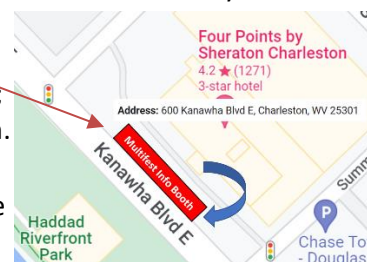 Four Points by
Sheraton Charleston
4.2 ★ (1271)
3-star hotel
Address: 600 Kanawha Blvd E, Charleston, WV 25301
Multifest Info Booth
Kanawha Blvd E
Summ
P
Haddad
Riverfront
Park
Chase To
- Douglas